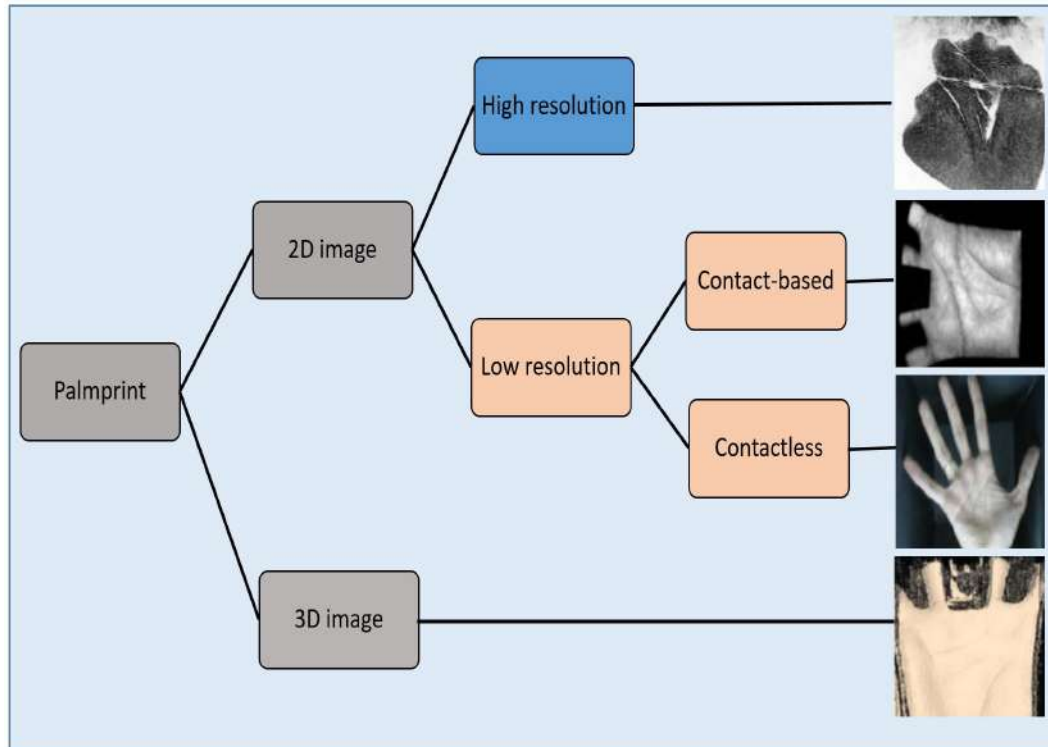 High resolution
2D image
Contact-based
Low resolution
Palmprint
Contactless
3D image